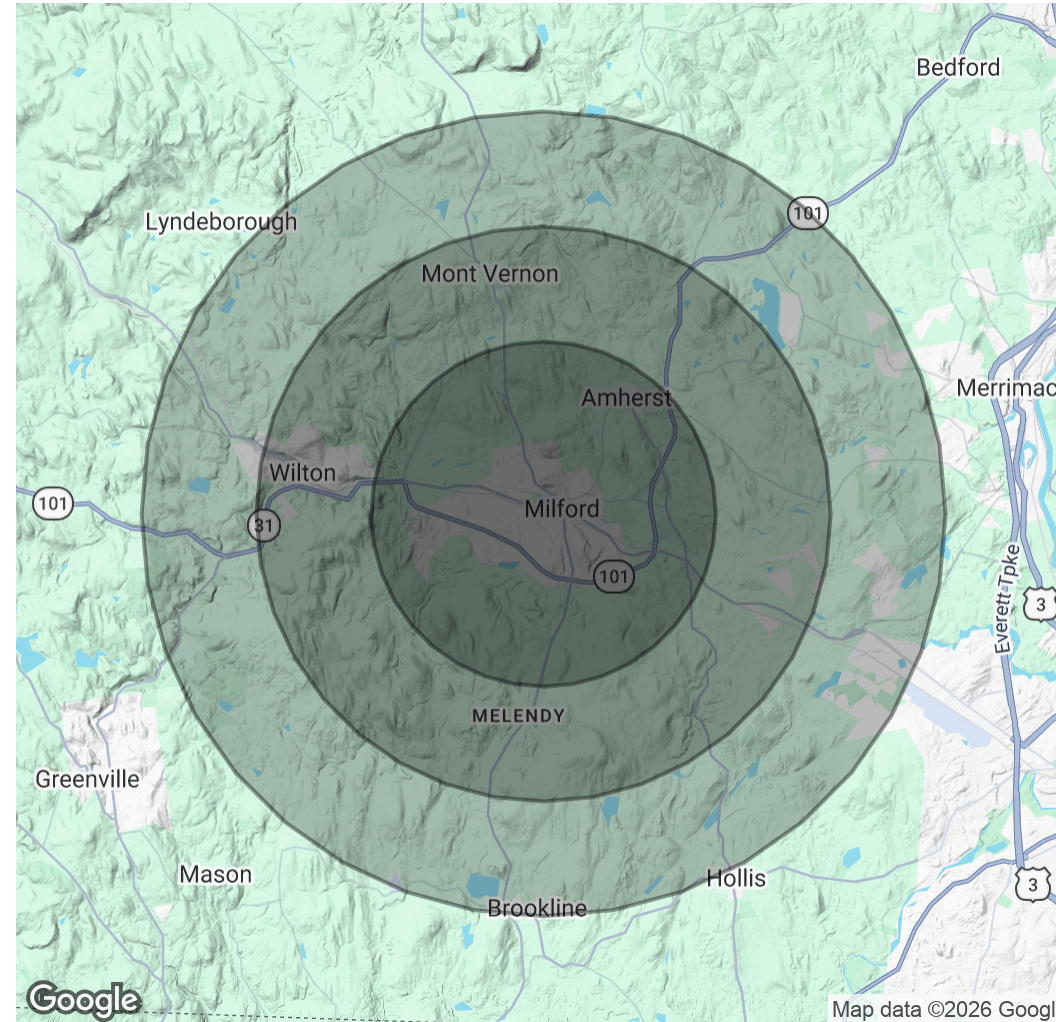 Bedford
101
Lyndeborough
Mont Vernon
Merrimac
Amherst
Wilton
101
Milford
31
101
Everett Tpke
3
MELENDY
Greenville
Mason
Hollis
3
Brookline
Google
Map data ©2026 Googl